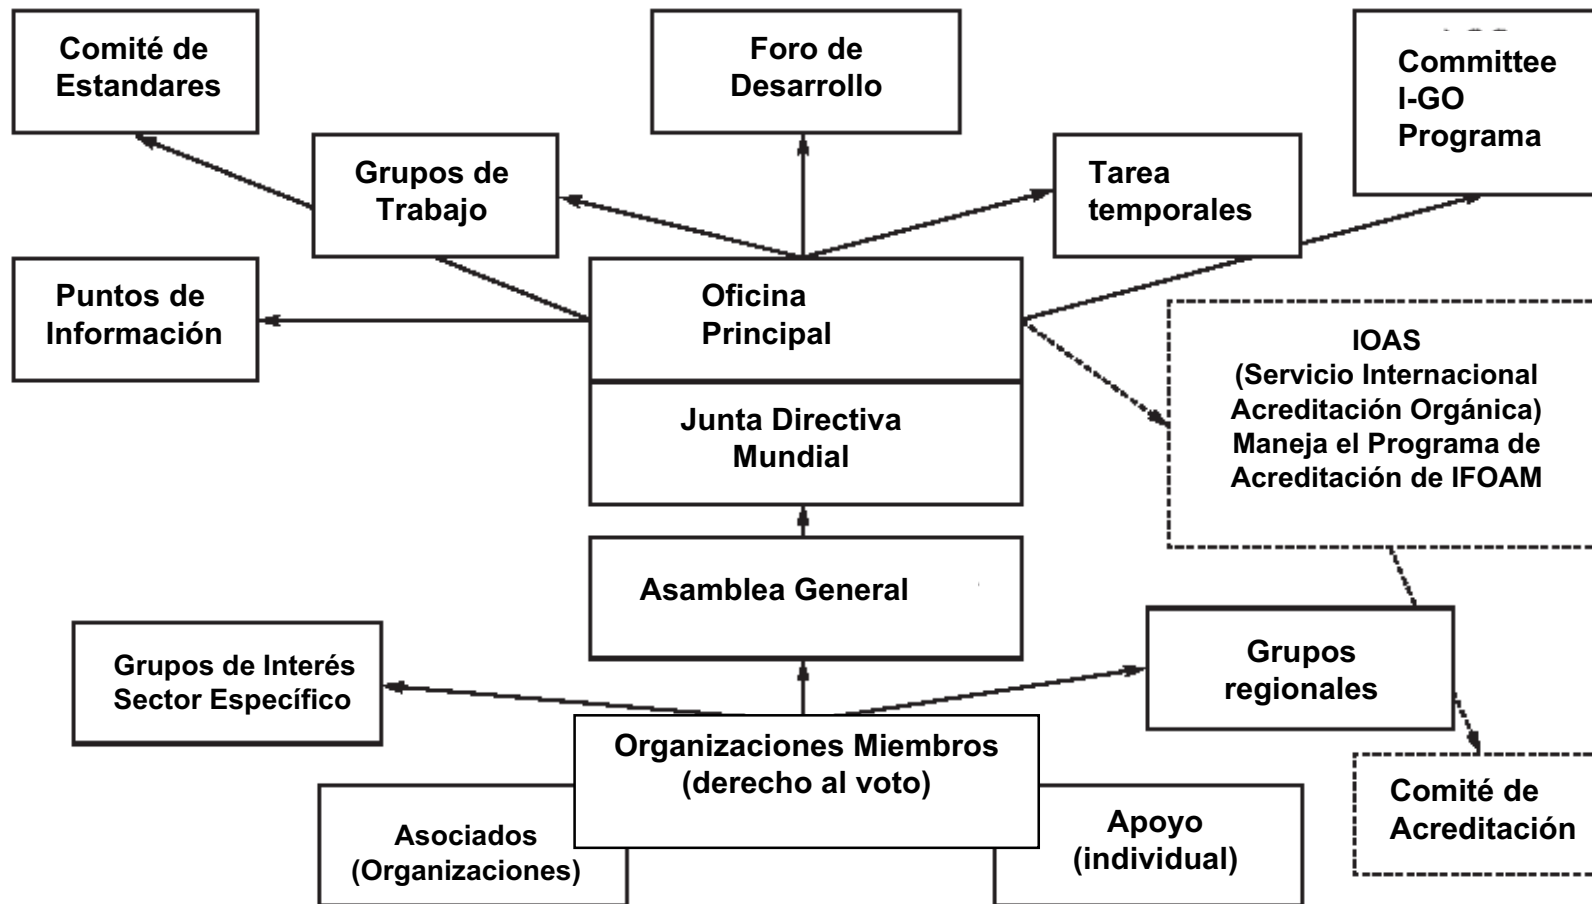 Comité de
Estandares
Foro de
Desarrollo
Committee
I-GO
Programa
Grupos de
Trabajo
Tarea
temporales
Puntos de
Información
Oficina
Principal
IOAS
(Servicio Internacional
Acreditación Orgánica)
Maneja el Programa de
Acreditación de IFOAM
Junta Directiva
Mundial
Asamblea General
Grupos de Interés
Sector Específico
Grupos
regionales
Organizaciones Miembros
(derecho al voto)
Asociados
(Organizaciones)
Apoyo
(individual)
Comité de
Acreditación